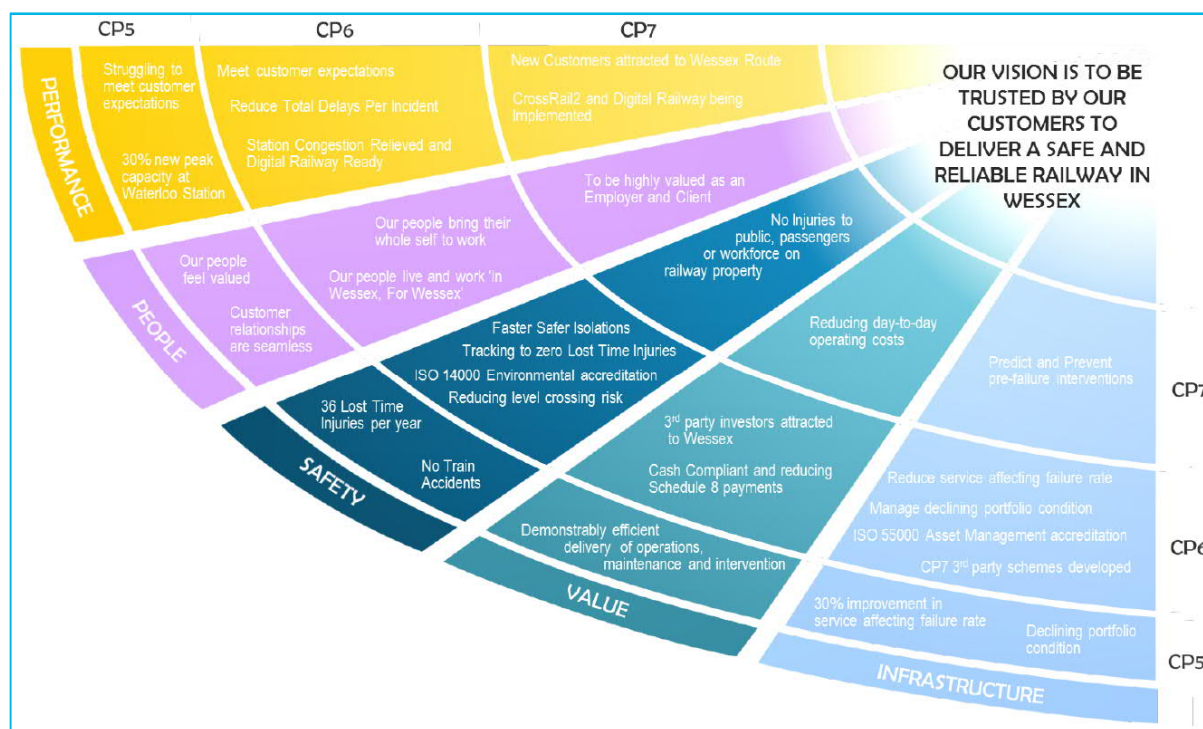 CP5
CP6
CP7
PERFORMANCE
Struggling to
meet customer
expectations
30% new peak
capacity at
Waterloo Station
Meet customer expectations
Reduce Total Delays Per Incident
Station Congestion Relieved and
Digital Railway Ready
New Customers attracted to Wessex Route
CrossRail2 and Digital Railway being
Implemented
OUR VISION IS TO BE
TRUSTED BY OUR
CUSTOMERS TO
DELIVER A SAFE AND
RELIABLE RAILWAY IN
WESSEX
PEOPLE
Our people
feel valued
Customer
relationships
are seamless
Our people bring their
whole self to work
Our people live and work 'in
Wessex, For Wessex'
To be highly valued as an
Employer and Client
SAFETY
36 Lost Time
Injuries per year
No Train
Accidents
Faster Safer Isolations
Tracking to zero Lost Time Injuries
ISO 14000 Environmental accreditation
Reducing level crossing risk
No Injuries to
public, passengers
or workforce on
railway property
VALUE
Demonstrably efficient
delivery of operations,
maintenance and intervention
3rd party investors attracted
to Wessex
Cash Compliant and reducing
Schedule 8 payments
Reducing day-to-day
operating costs
INFRASTRUCTURE
30% improvement in
service affecting failure rate
Declining portfolio
condition
Reduce service affecting failure rate
Manage declining portfolio condition
ISO 55000 Asset Management accreditation
CP7 3rd party schemes developed
Predict and Prevent
pre-failure interventions
CP7
CP6
CP5